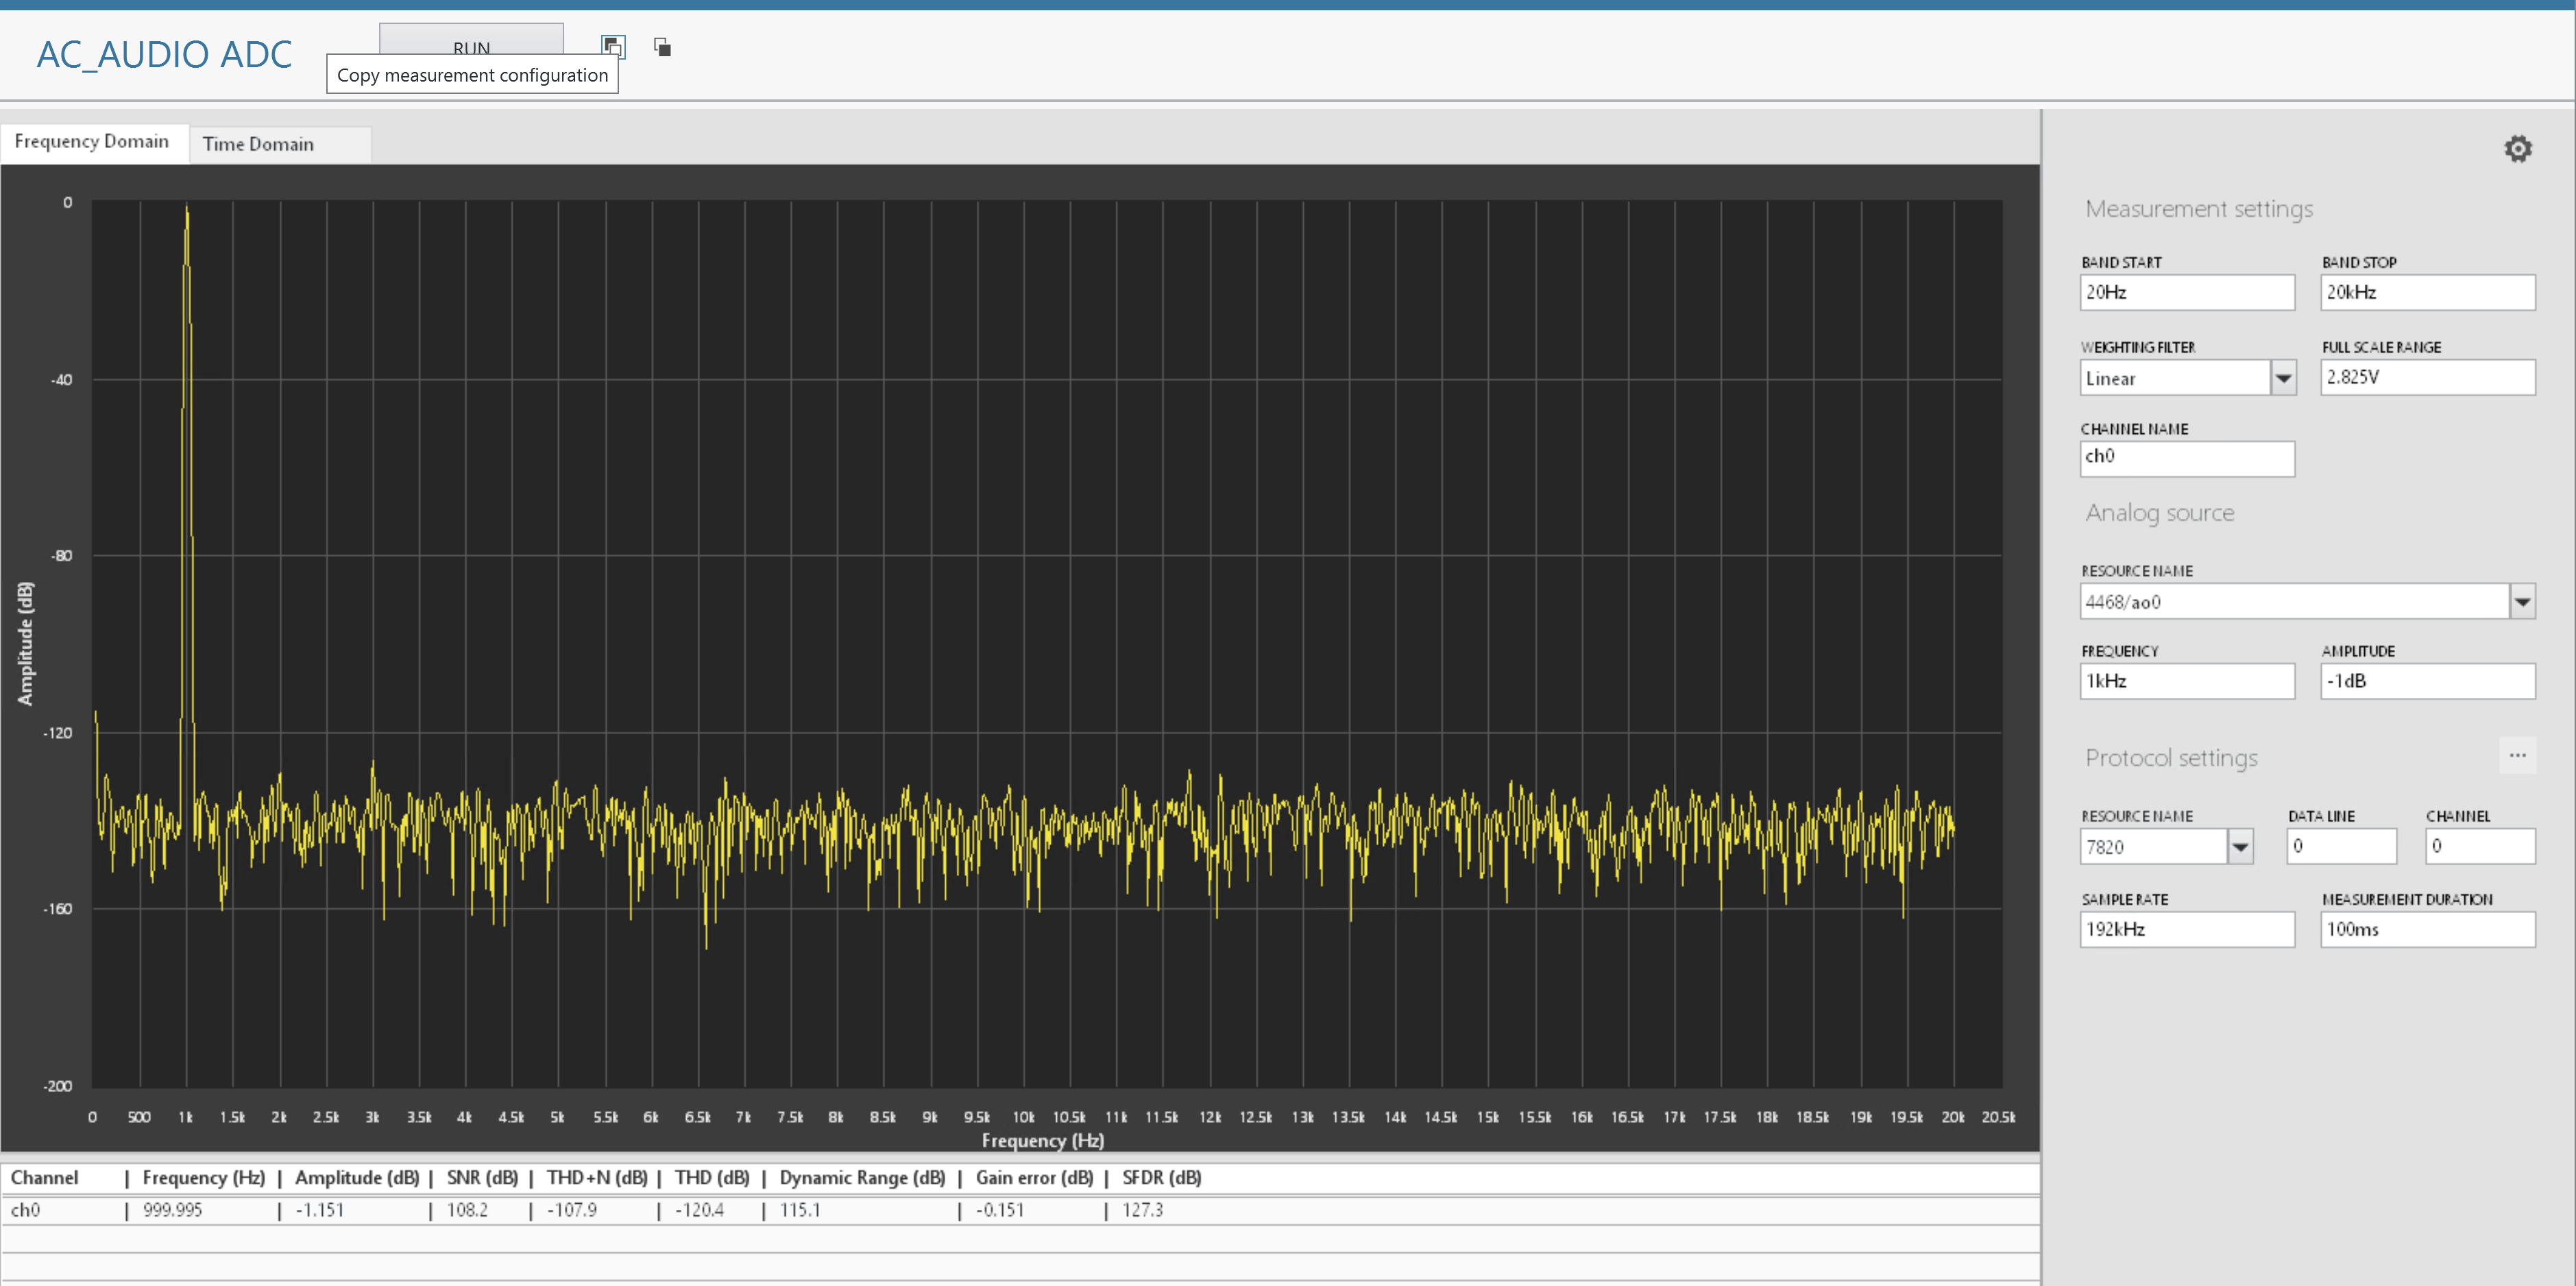 AC_AUDIO ADC
RUN
Copy measurement configuration
Frequency Domain
Time Domain
0
-40
-80
-120
-160
-200
Amplitude (dB)
0 500 1k 1.5k 2k 2.5k 3k 3.5k 4k 4.5k 5k 5.5k 6k 6.5k 7k 7.5k 8k 8.5k 9k 9.5k 10k 10.5k 11k 11.5k 12k 12.5k 13k 13.5k 14k 14.5k 15k 15.5k 16k 16.5k 17k 17.5k 18k 18.5k 19k 19.5k 20k 20.5k
Frequency (Hz)
Channel | Frequency (Hz) | Amplitude (dB) | SNR (dB) | THD+N (dB) | THD (dB) | Dynamic Range (dB) | Gain error (dB) | SFDR (dB)
ch0 | 999.995 | -1.151 | 108.2 | -107.9 | -120.4 | 115.1 | -0.151 | 127.3
Measurement settings
BAND START BAND STOP
20Hz 20kHz
WEIGHTING FILTER FULL SCALE RANGE
Linear 2.825V
CHANNEL NAME
ch0
Analog source
RESOURCE NAME
4468/ao0
FREQUENCY AMPLITUDE
1kHz -1dB
Protocol settings ...
RESOURCE NAME DATA LINE CHANNEL
7820 0 0
SAMPLE RATE MEASUREMENT DURATION
192kHz 100ms